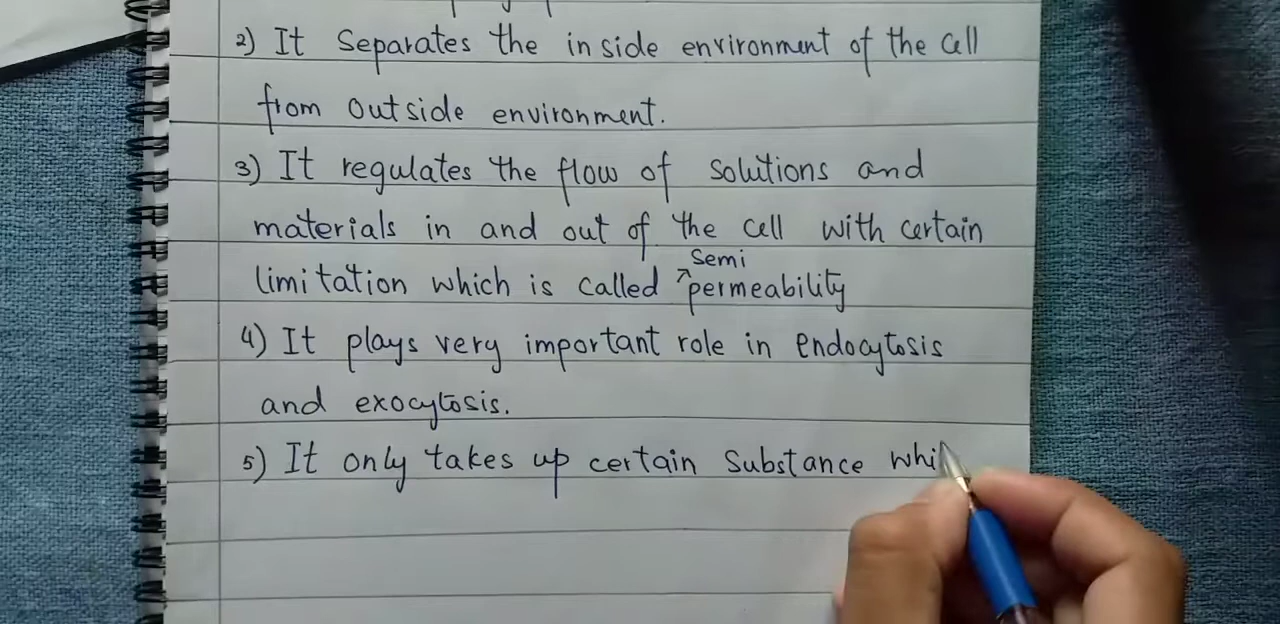 2) It Separates the inside environment of the cell
from outside environment.
3) It regulates the flow of solutions and
materials in and out of the cell with certain
Semi
limitation which is called ↗permeability
4) It plays very important role in endocytosis
and exocytosis.
5) It only takes up certain Substance whi